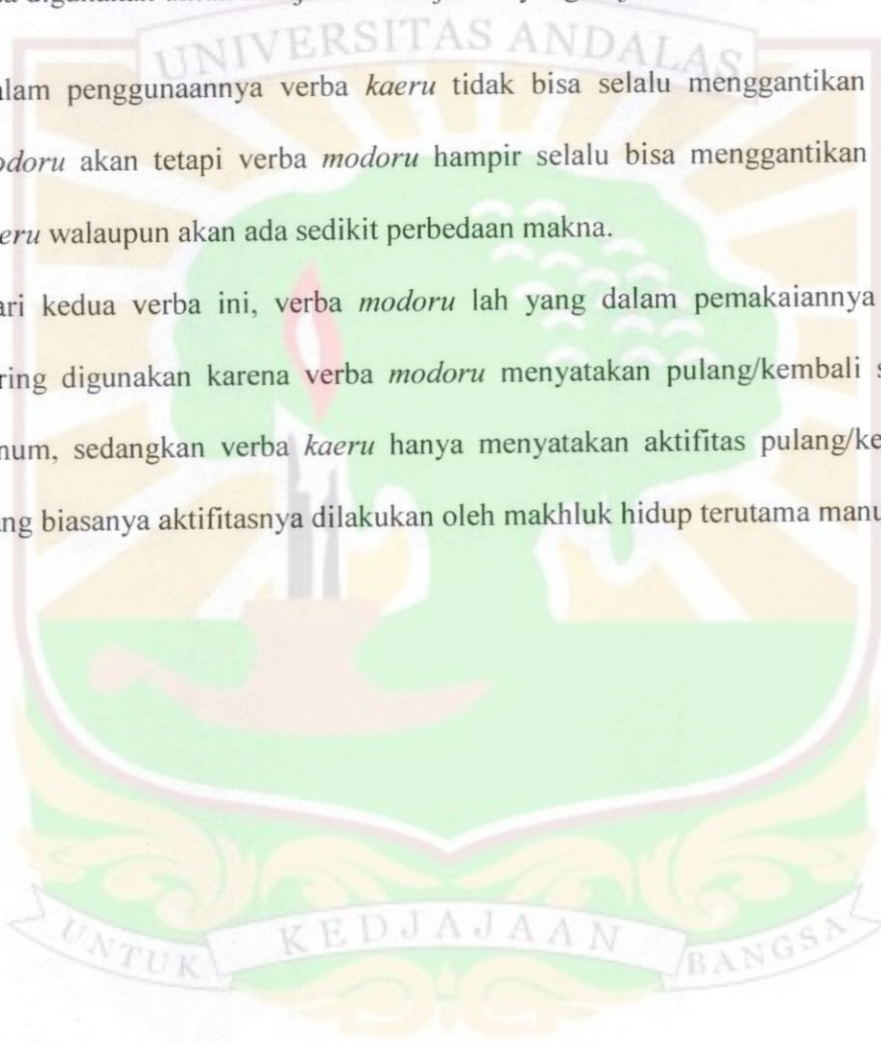 UNIVERSITAS ANDALAS
alam penggunaannya verba kaeru tidak bisa selalu menggantikan
odoru akan tetapi verba modoru hampir selalu bisa menggantikan
eru walaupun akan ada sedikit perbedaan makna.
ari kedua verba ini, verba modoru lah yang dalam pemakaiannya
ring digunakan karena verba modoru menyatakan pulang/kembali s
num, sedangkan verba kaeru hanya menyatakan aktifitas pulang/ke
ng biasanya aktifitasnya dilakukan oleh makhluk hidup terutama manu
UNTUK KEDJAJAAN BANGSA